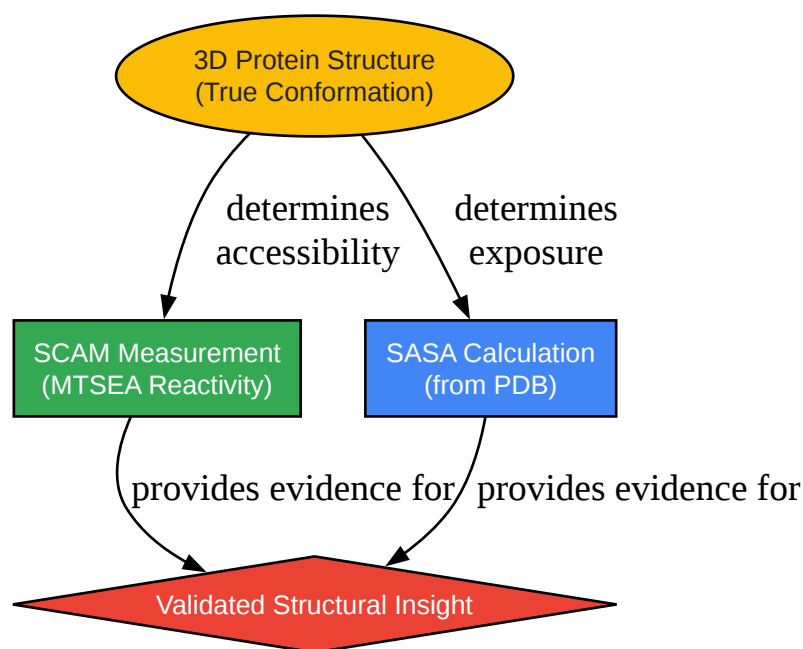 3D Protein Structure
(True Conformation)
determines
accessibility
determines
exposure
SCAM Measurement
(MTSEA Reactivity)
SASA Calculation
(from PDB)
provides evidence for
provides evidence for
Validated Structural Insight